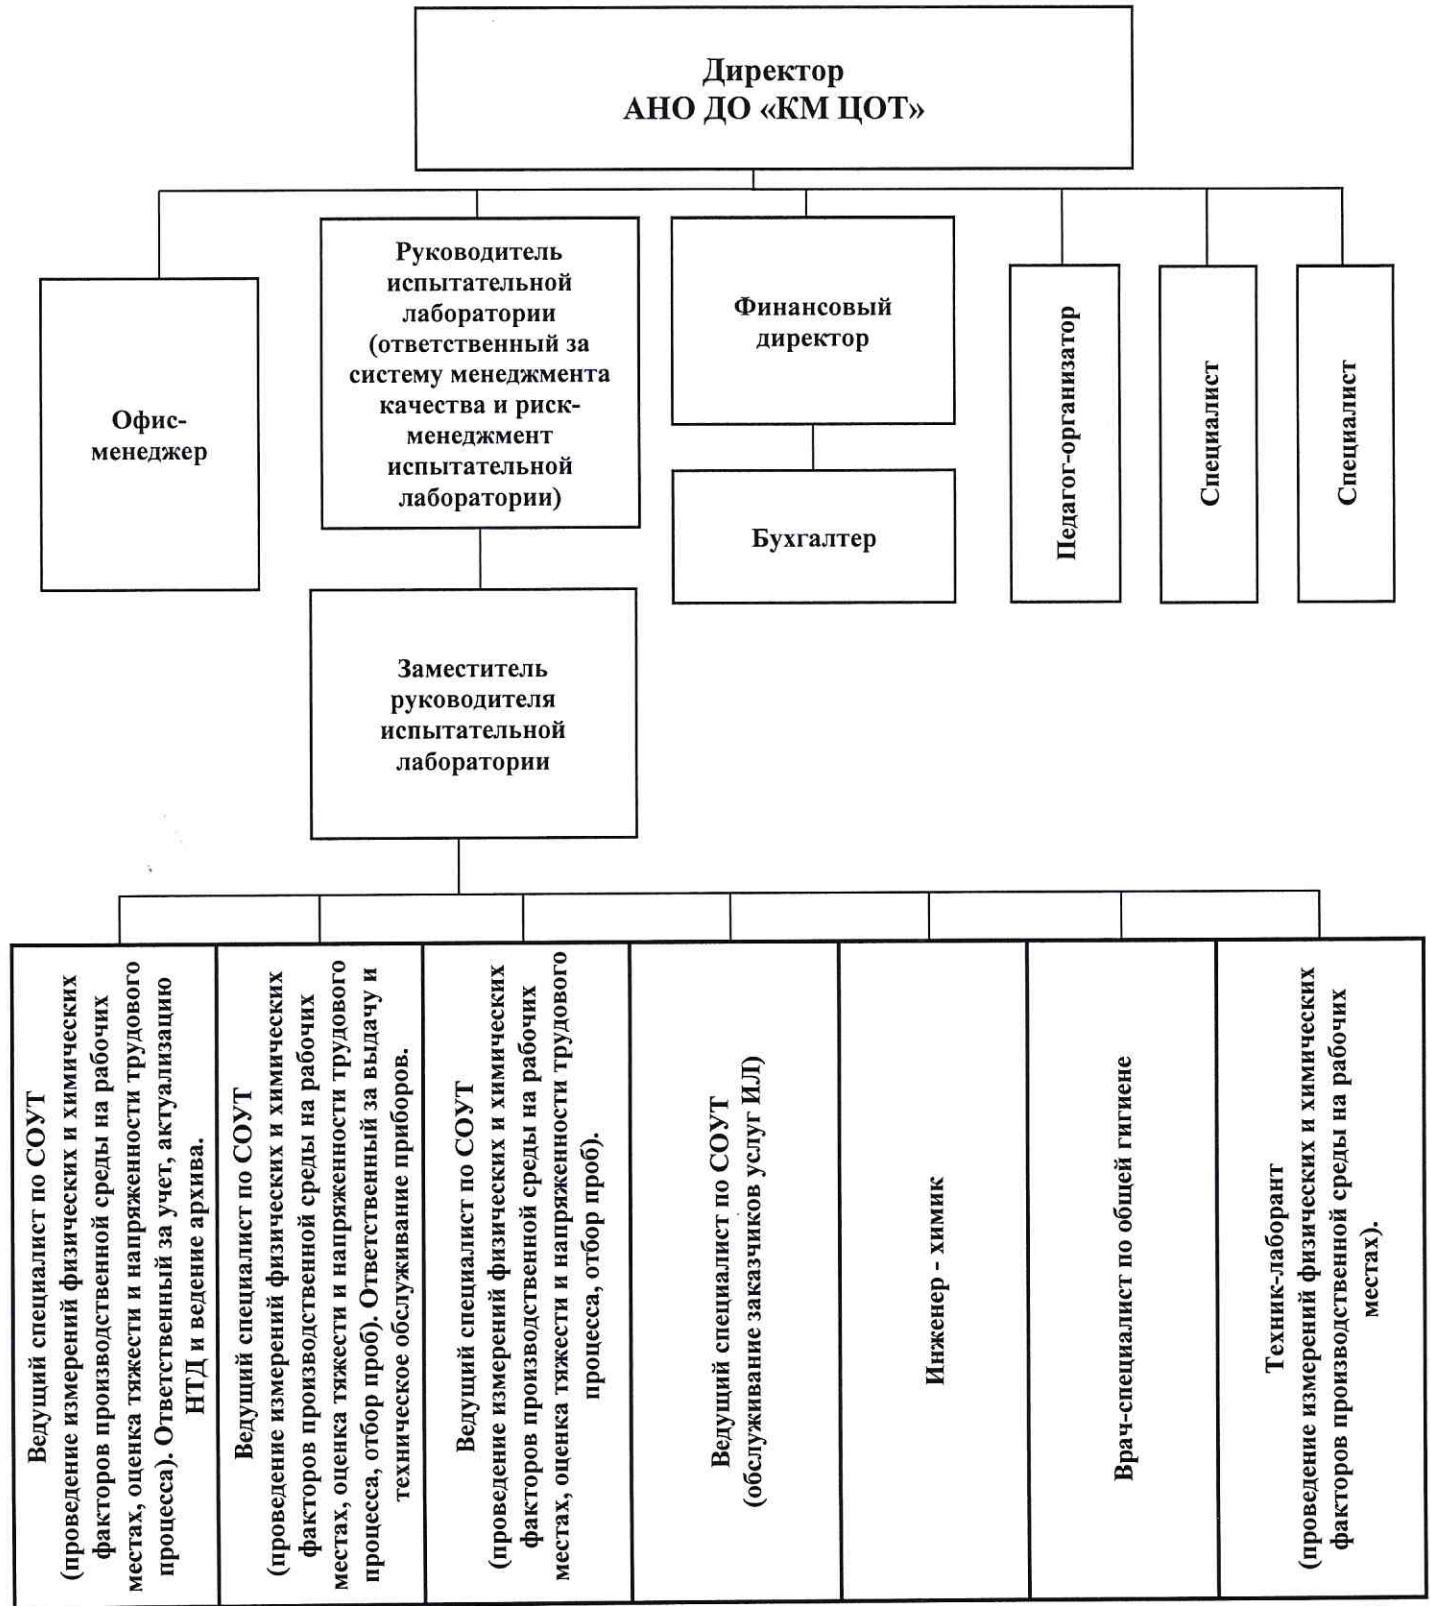 Директор
АНО ДО «КМ ЦОТ»
Офис-
менеджер
Руководитель
испытательной
лаборатории
(ответственный за
систему менеджмента
качества и риск-
менеджмент
испытательной
лаборатории)
Финансовый
директор
Бухгалтер
Педагог-организатор
Специалист
Специалист
Заместитель
руководителя
испытательной
лаборатории
Ведущий специалист по СОУТ
(проведение измерений физических и химических
факторов производственной среды на рабочих
местах, оценка тяжести и напряженности трудового
процесса). Ответственный за учет, актуализацию
НТД и ведение архива.
Ведущий специалист по СОУТ
(проведение измерений физических и химических
факторов производственной среды на рабочих
местах, оценка тяжести и напряженности трудового
процесса, отбор проб). Ответственный за выдачу и
техническое обслуживание приборов.
Ведущий специалист по СОУТ
(проведение измерений физических и химических
факторов производственной среды на рабочих
местах, оценка тяжести и напряженности трудового
процесса, отбор проб).
Ведущий специалист по СОУТ
(обслуживание заказчиков услуг ИЛ)
Инженер - химик
Врач-специалист по общей гигиене
Техник-лаборант
(проведение измерений физических и химических
факторов производственной среды на рабочих
местах).